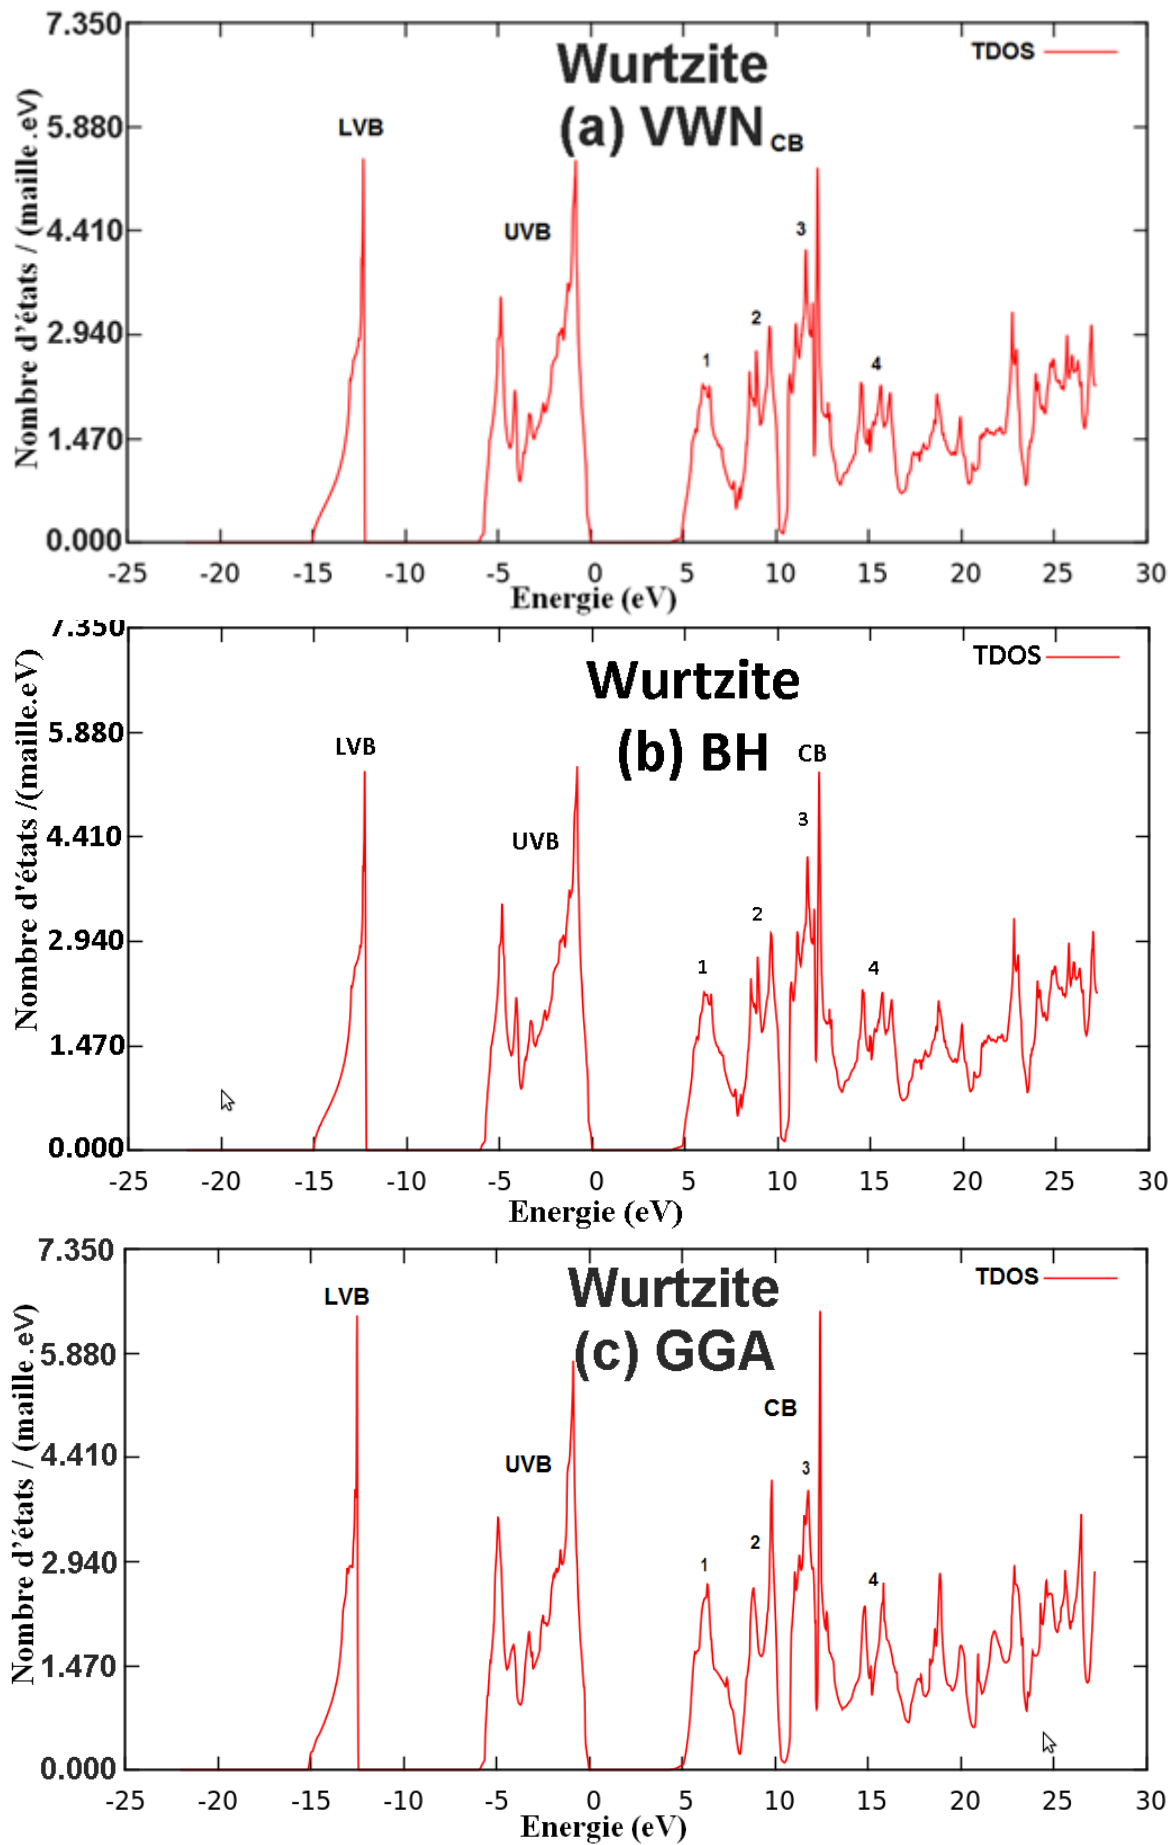 7.350
Wurtzite
TDOS
(a) VWN
CB
LVB
5.880
UVB
4.410
3
2
2.940
1
4
1.470
0.000
Nombre d'états / (maille.eV)
-25 -20 -15 -10 -5 0 5 10 15 20 25 30
Energie (eV)
7.350
Wurtzite
TDOS
(b) BH
CB
LVB
5.880
UVB
4.410
3
2
2.940
1
4
1.470
0.000
Nombre d'états /(maille.eV)
-25 -20 -15 -10 -5 0 5 10 15 20 25 30
Energie (eV)
7.350
Wurtzite
TDOS
LVB
(c) GGA
5.880
CB
UVB
4.410
3
2
2.940
1
4
1.470
0.000
Nombre d'états / (maille.eV)
-25 -20 -15 -10 -5 0 5 10 15 20 25 30
Energie (eV)